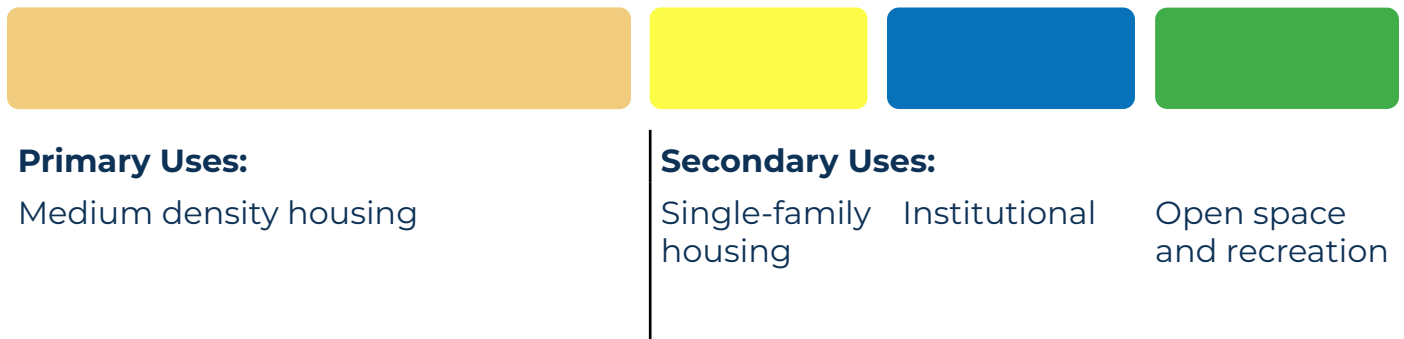 Primary Uses:
Medium density housing
Secondary Uses:
Single-family
housing
Institutional
Open space
and recreation